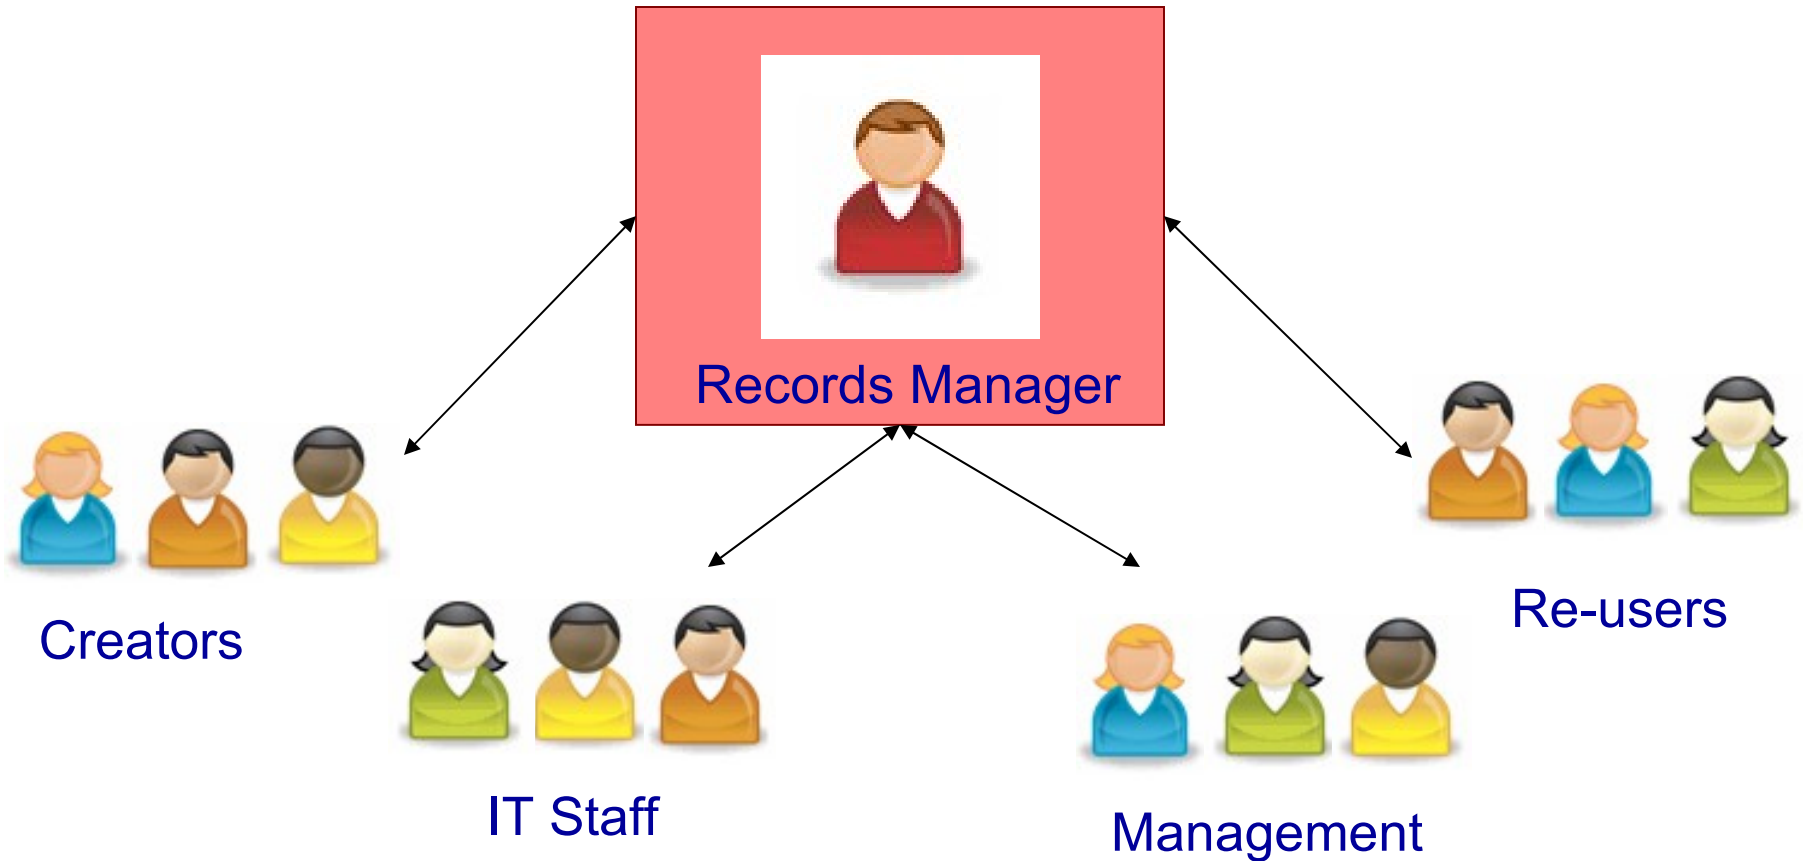 Records Manager
Creators
Re-users
IT Staff
Management